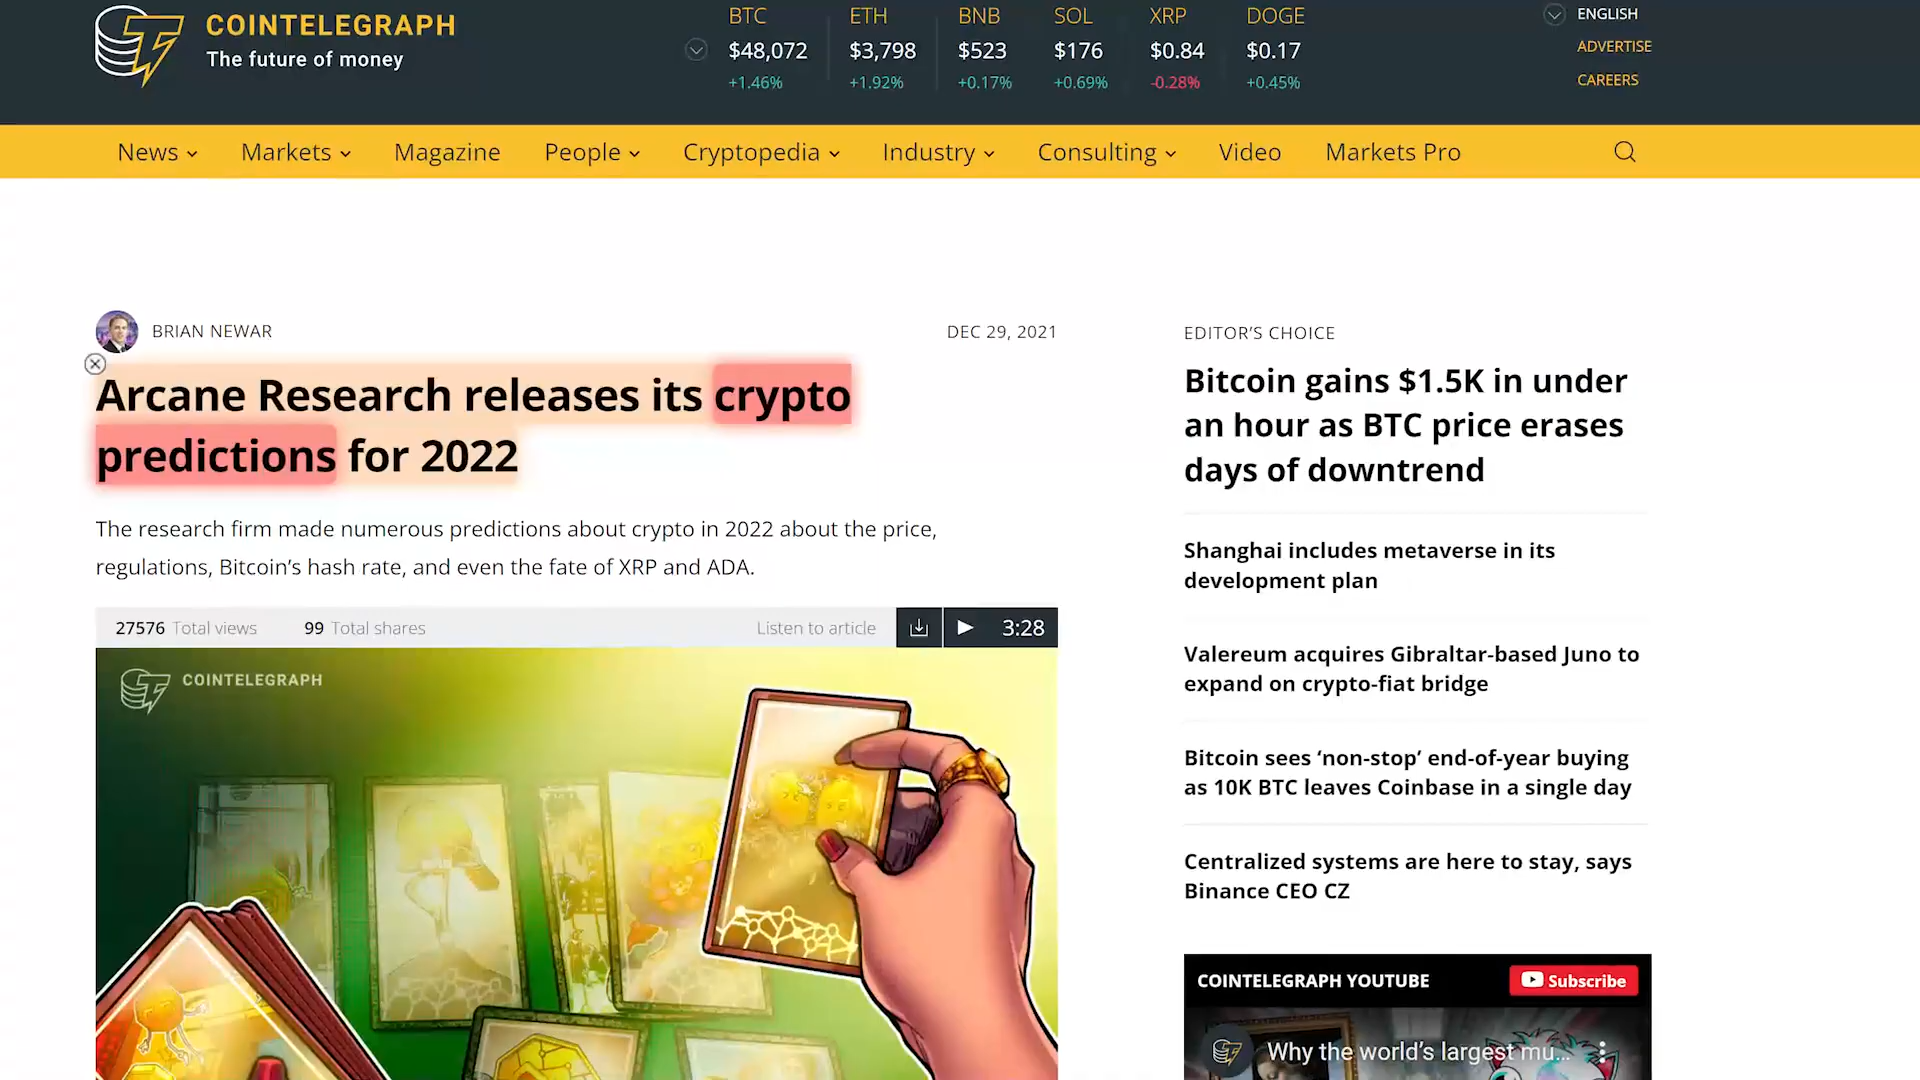 COINTELEGRAPH
The future of money
BTC ETH BNB SOL XRP DOGE
$48,072 $3,798 $523 $176 $0.84 $0.17
+1.46% +1.92% +0.17% +0.69% -0.28% +0.45%
ENGLISH
ADVERTISE
CAREERS
News Markets Magazine People Cryptopedia Industry Consulting Video Markets Pro
BRIAN NEWAR
DEC 29, 2021
Arcane Research releases its crypto
predictions for 2022
The research firm made numerous predictions about crypto in 2022 about the price,
regulations, Bitcoin's hash rate, and even the fate of XRP and ADA.
27576 Total views 99 Total shares Listen to article 3:28
COINTELEGRAPH
EDITOR'S CHOICE
Bitcoin gains $1.5K in under
an hour as BTC price erases
days of downtrend
Shanghai includes metaverse in its
development plan
Valereum acquires Gibraltar-based Juno to
expand on crypto-fiat bridge
Bitcoin sees ‘non-stop’ end-of-year buying
as 10K BTC leaves Coinbase in a single day
Centralized systems are here to stay, says
Binance CEO CZ
COINTELEGRAPH YOUTUBE
Subscribe
Why the world's largest mu...